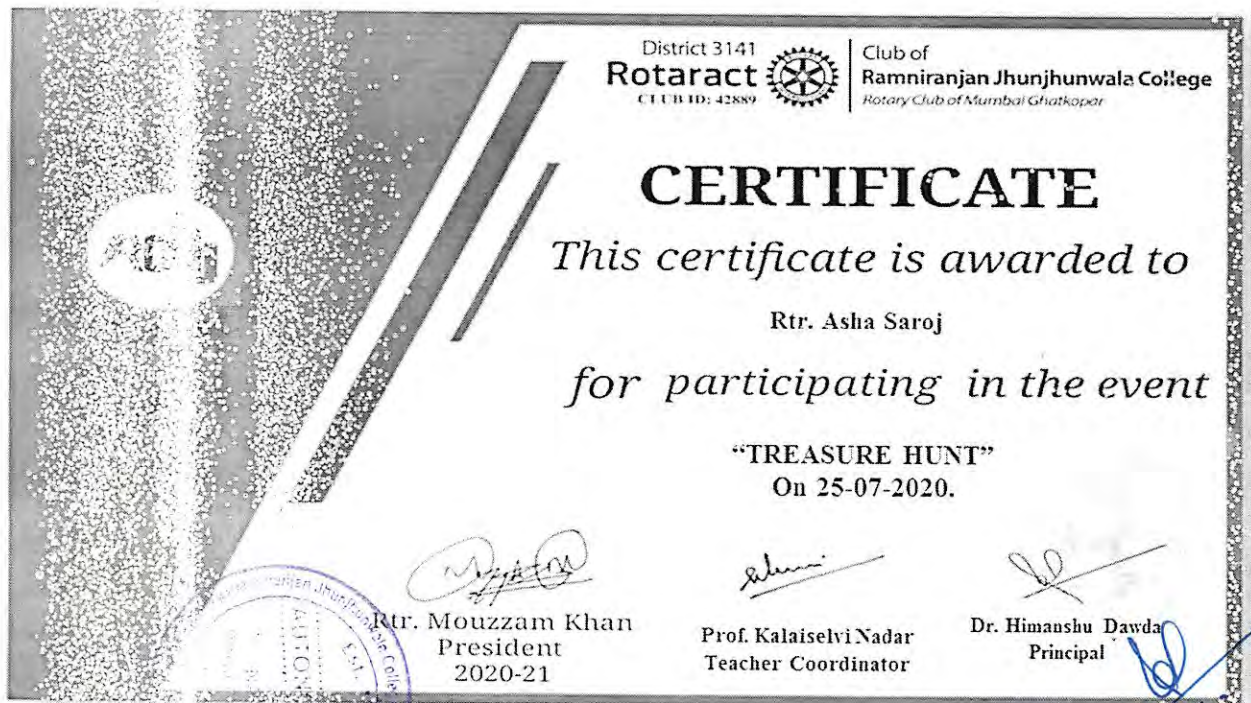 District 3141
Rotaract
CLUB ID: 42889
Club of
Ramniranjan Jhunjhunwala College
Rotary Club of Mumbai Ghatkopar
CERTIFICATE
This certificate is awarded to
Rtr. Asha Saroj
for participating in the event
“TREASURE HUNT”
On 25-07-2020.
Rtr. Mouzzam Khan
President
2020-21
Prof. Kalaiselvi Nadar
Teacher Coordinator
Dr. Himanshu Dawda
Principal